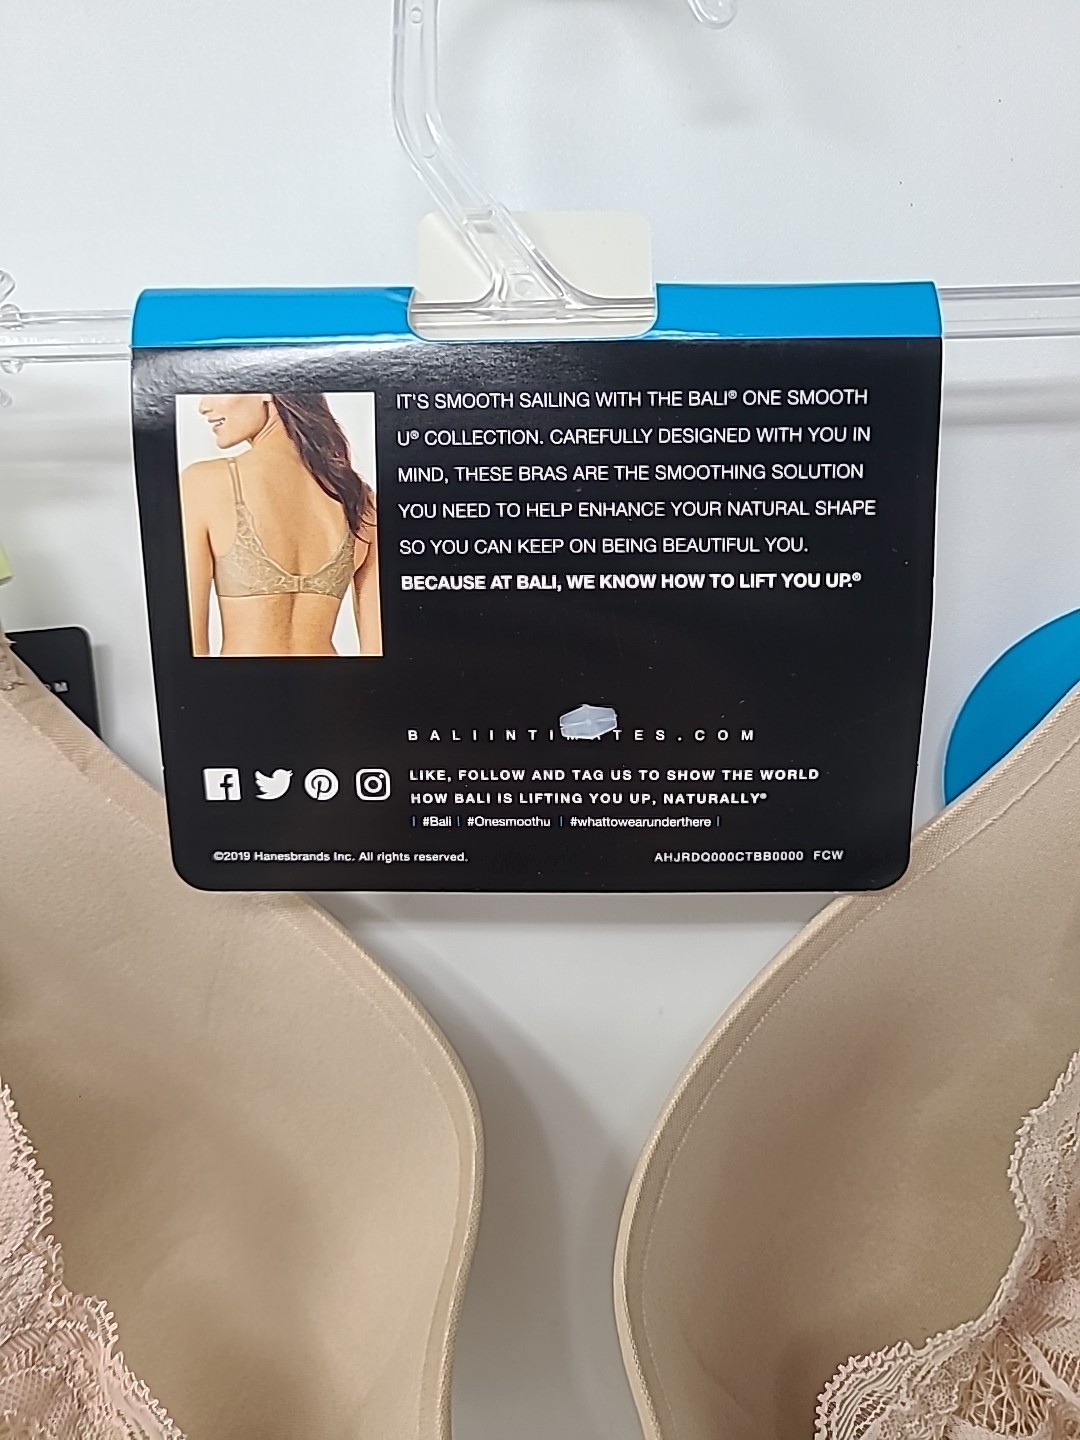 IT'S SMOOTH SAILING WITH THE BALI® ONE SMOOTH
U® COLLECTION. CAREFULLY DESIGNED WITH YOU IN
MIND, THESE BRAS ARE THE SMOOTHING SOLUTION
YOU NEED TO HELP ENHANCE YOUR NATURAL SHAPE
SO YOU CAN KEEP ON BEING BEAUTIFUL YOU.
BECAUSE AT BALI, WE KNOW HOW TO LIFT YOU UP.®
BALIINTIMATES.COM
LIKE, FOLLOW AND TAG US TO SHOW THE WORLD
HOW BALI IS LIFTING YOU UP, NATURALLY®
| #Bali | #Onesmoothu | #whattowearunderthere |
©2019 Hanesbrands Inc. All rights reserved. AHJRDQ000CTBB0000 FCW